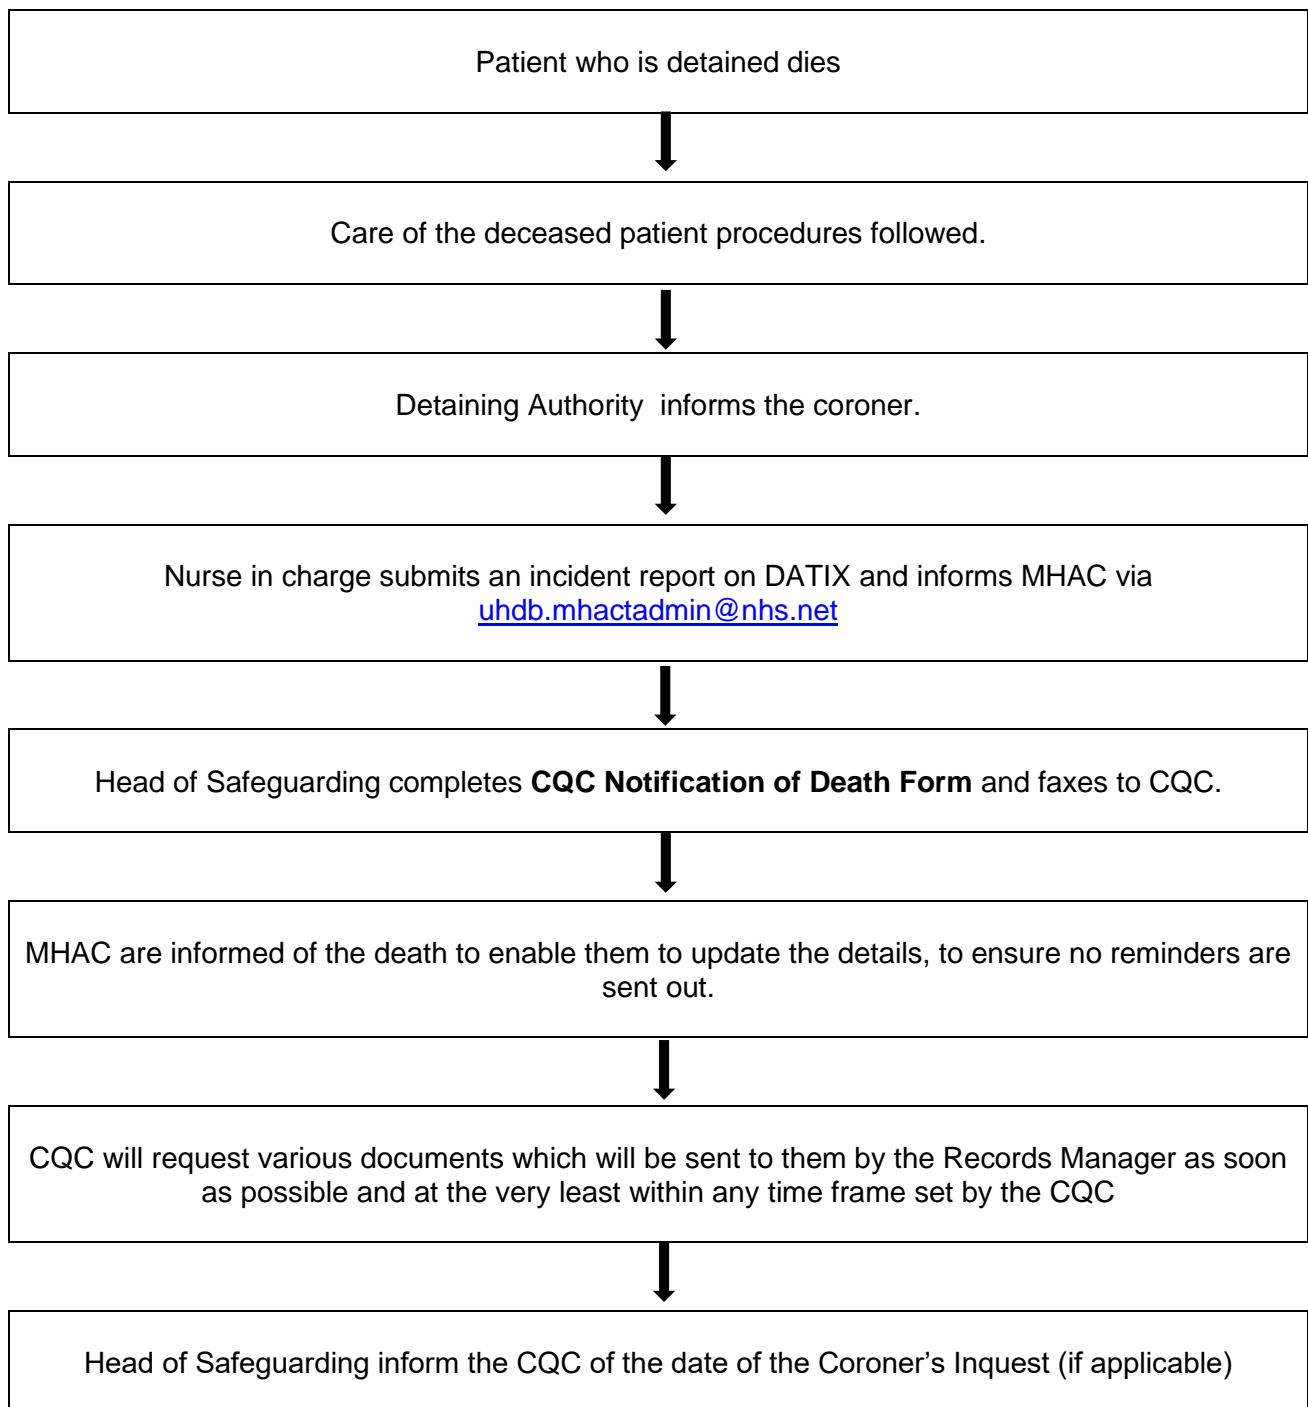 Patient who is detained dies
Care of the deceased patient procedures followed.
Detaining Authority  informs the coroner.
Nurse in charge submits an incident report on DATIX and informs MHAC via
uhdb.mhactadmin@nhs.net
Head of Safeguarding completes CQC Notification of Death Form and faxes to CQC.
MHAC are informed of the death to enable them to update the details, to ensure no reminders are
sent out.
CQC will request various documents which will be sent to them by the Records Manager as soon
as possible and at the very least within any time frame set by the CQC
Head of Safeguarding inform the CQC of the date of the Coroner’s Inquest (if applicable)